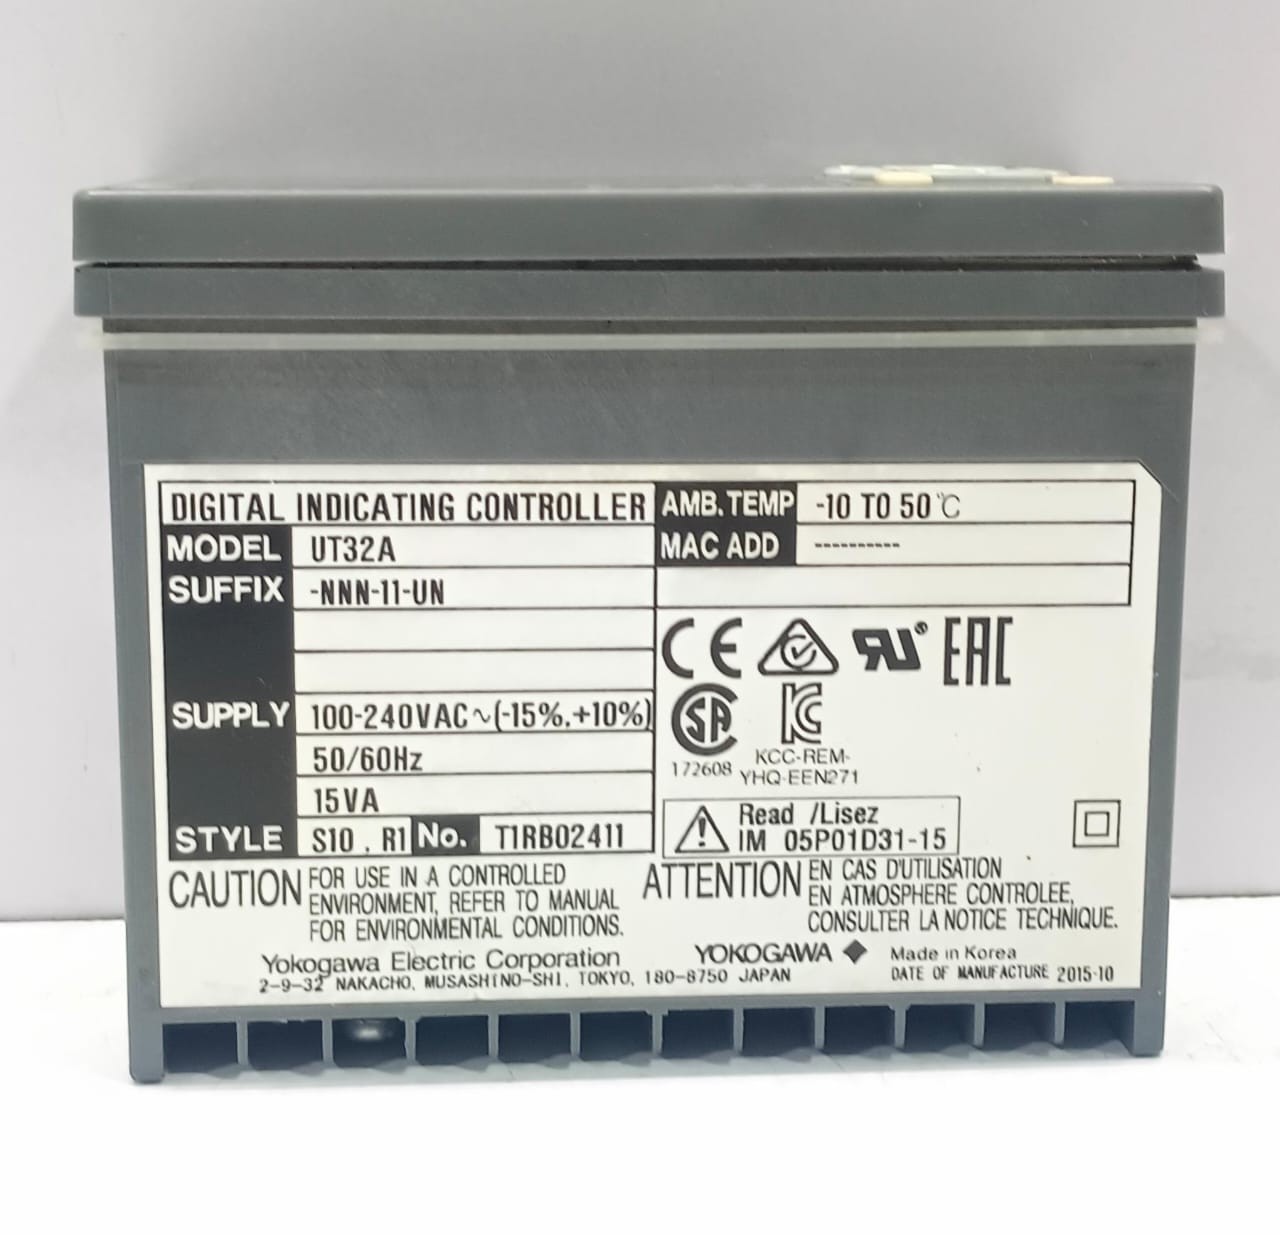 DIGITAL INDICATING CONTROLLER
MODEL UT32A
SUFFIX -NNN-11-UN
SUPPLY 100-240VAC ~(-15%,+10%)
50/60Hz
15VA
STYLE S10 . R1 No. T1RB02411
AMB.TEMP -10 TO 50℃
MAC ADD ----------
CE RU® EAC
SA KC
172608
KCC-REM-
YHQ-EEN271
Read /Lisez
IM 05P01D31-15
CAUTION FOR USE IN A CONTROLLED
ENVIRONMENT, REFER TO MANUAL
FOR ENVIRONMENTAL CONDITIONS.
ATTENTION EN CAS D'UTILISATION
EN ATMOSPHERE CONTROLEE,
CONSULTER LA NOTICE TECHNIQUE.
Yokogawa Electric Corporation
2-9-32 NAKACHO, MUSASHINO-SHI, TOKYO, 180-8750 JAPAN
YOKOGAWA ◆ Made in Korea
DATE OF MANUFACTURE 2015-10